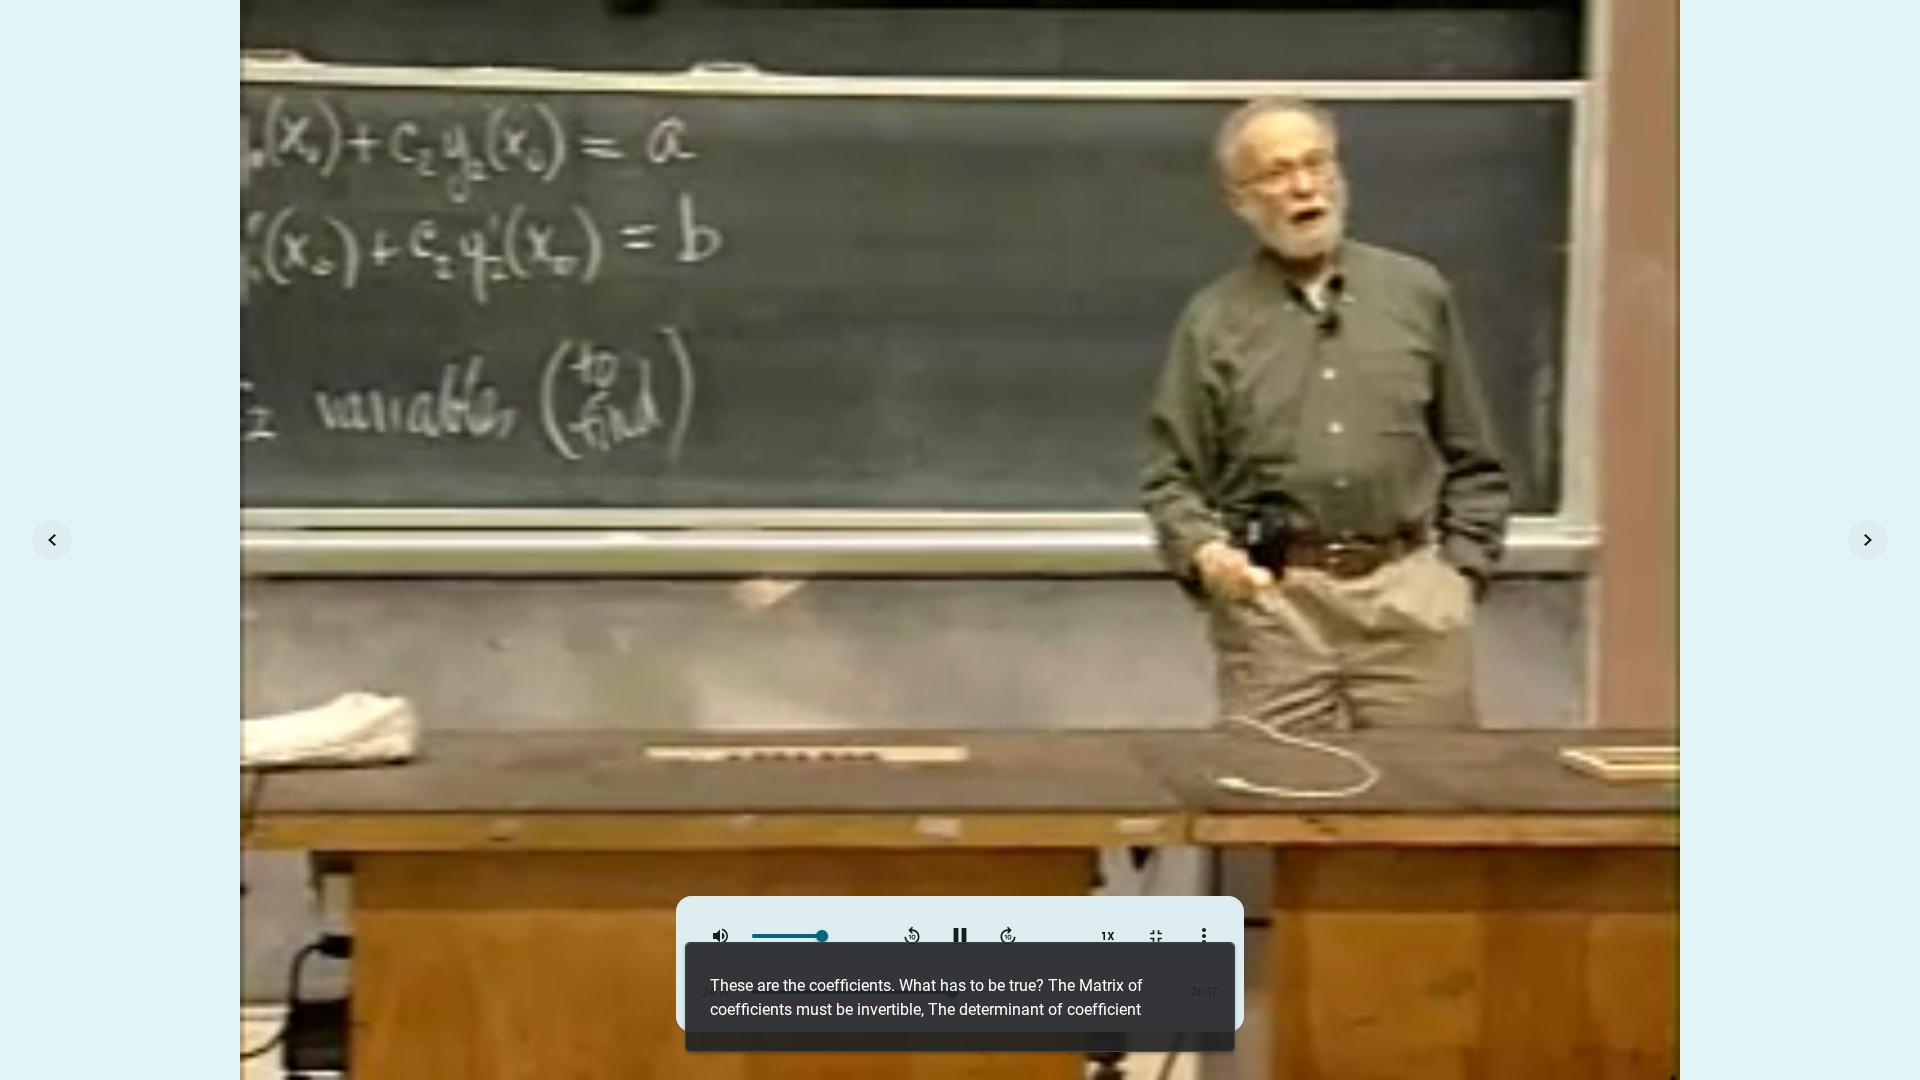 (x₀) + c₂y₂(x₀) = a
'(x₀) + c₂y₂'(x₀) = b
₂ variables (to find)
1X
26:17
These are the coefficients. What has to be true? The Matrix of
coefficients must be invertible, The determinant of coefficient